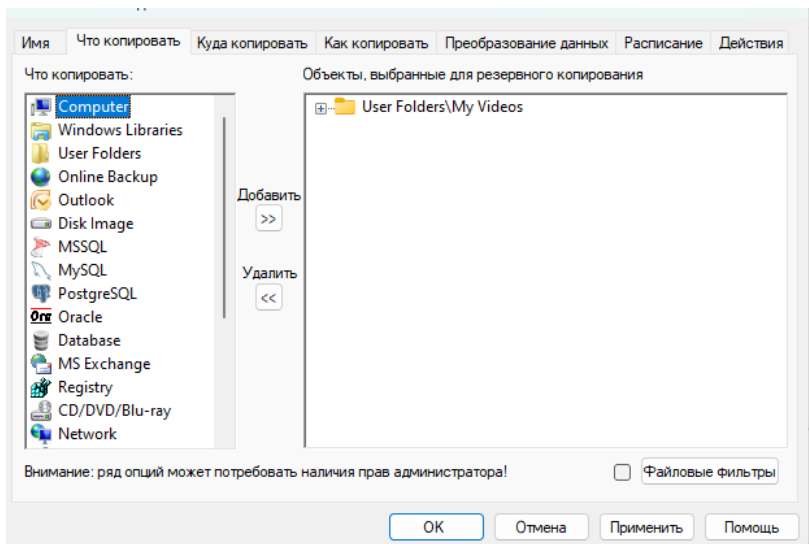 Имя Что копировать Куда копировать Как копировать Преобразование данных Расписание Действия
Что копировать: Объекты, выбранные для резервного копирования
Computer
Windows Libraries
User Folders
Online Backup
Outlook
Disk Image
MSSQL
MySQL
PostgreSQL
Ora Oracle
Database
MS Exchange
Registry
CD/DVD/Blu-ray
Network
Добавить
>>
Удалить
<<
User Folders\My Videos
Внимание: ряд опций может потребовать наличия прав администратора! Файловые фильтры
OK Отмена Применить Помощь